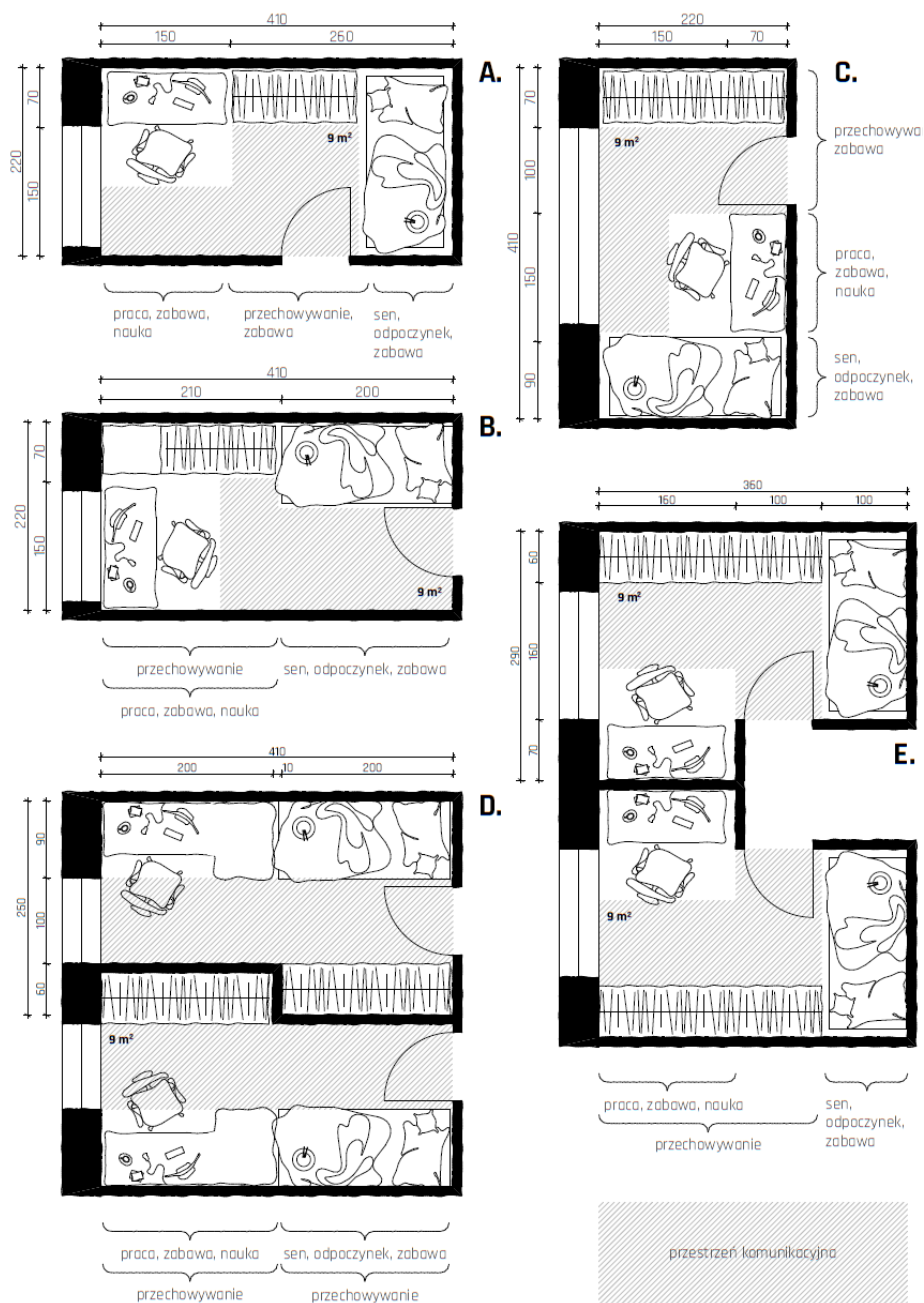 410
150
260
A.
70
220
150
9 m²
praca, zabawa,
nauka
przechowywanie,
zabawa
sen,
odpoczynek,
zabawa
410
210
200
B.
70
220
150
9 m²
przechowywanie
sen, odpoczynek, zabawa
praca, zabawa, nauka
220
150
70
C.
70
100
410
150
90
9 m²
przechowywa
zabawa
praca,
zabawa,
nauka
sen,
odpoczynek,
zabawa
410
200
10
200
D.
90
250
100
60
9 m²
praca, zabawa, nauka
sen, odpoczynek, zabawa
przechowywanie
przechowywanie
360
160
100
100
60
290
160
70
9 m²
E.
9 m²
praca, zabawa, nauka
przechowywanie
sen,
odpoczynek,
zabawa
przestrzeń komunikacyjna